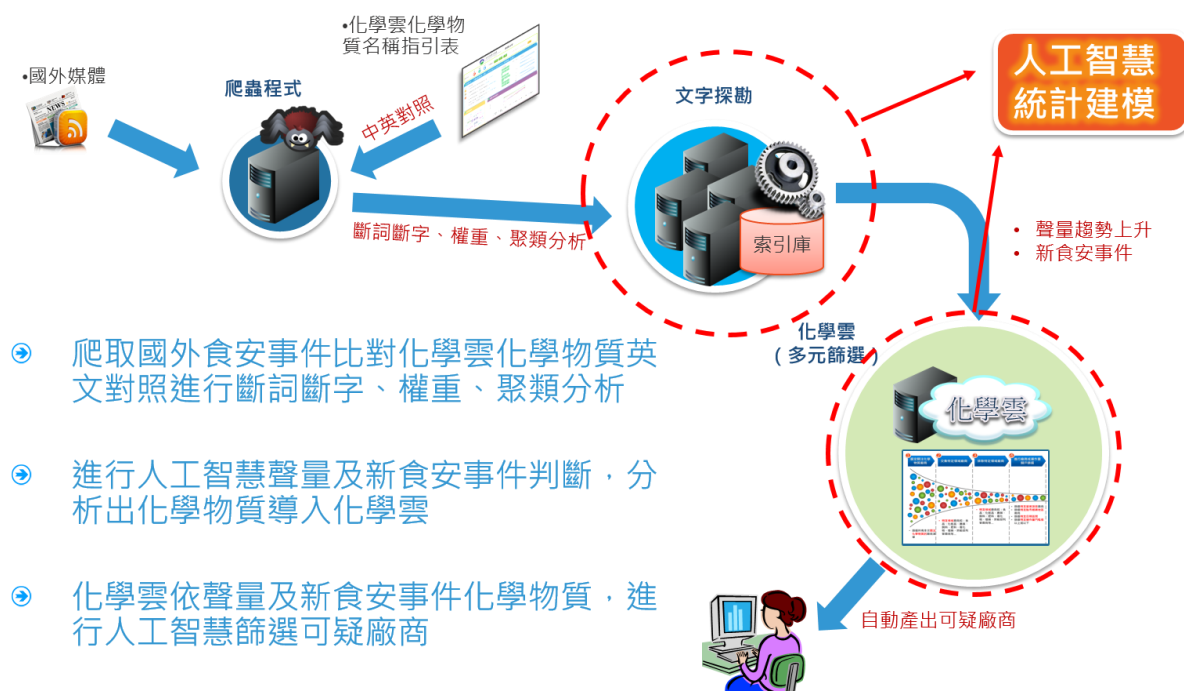 •化學雲化學物
質名稱指引表
•國外媒體
NEWS
爬蟲程式
中英對照
文字探勘
人工智慧
統計建模
斷詞斷字、權重、聚類分析
索引庫
• 聲量趨勢上升
• 新食安事件
化學雲
（多元篩選）
化學雲
爬取國外食安事件比對化學雲化學物質英
文對照進行斷詞斷字、權重、聚類分析
進行人工智慧聲量及新食安事件判斷，分
析出化學物質導入化學雲
化學雲依聲量及新食安事件化學物質，進
行人工智慧篩選可疑廠商
自動產出可疑廠商